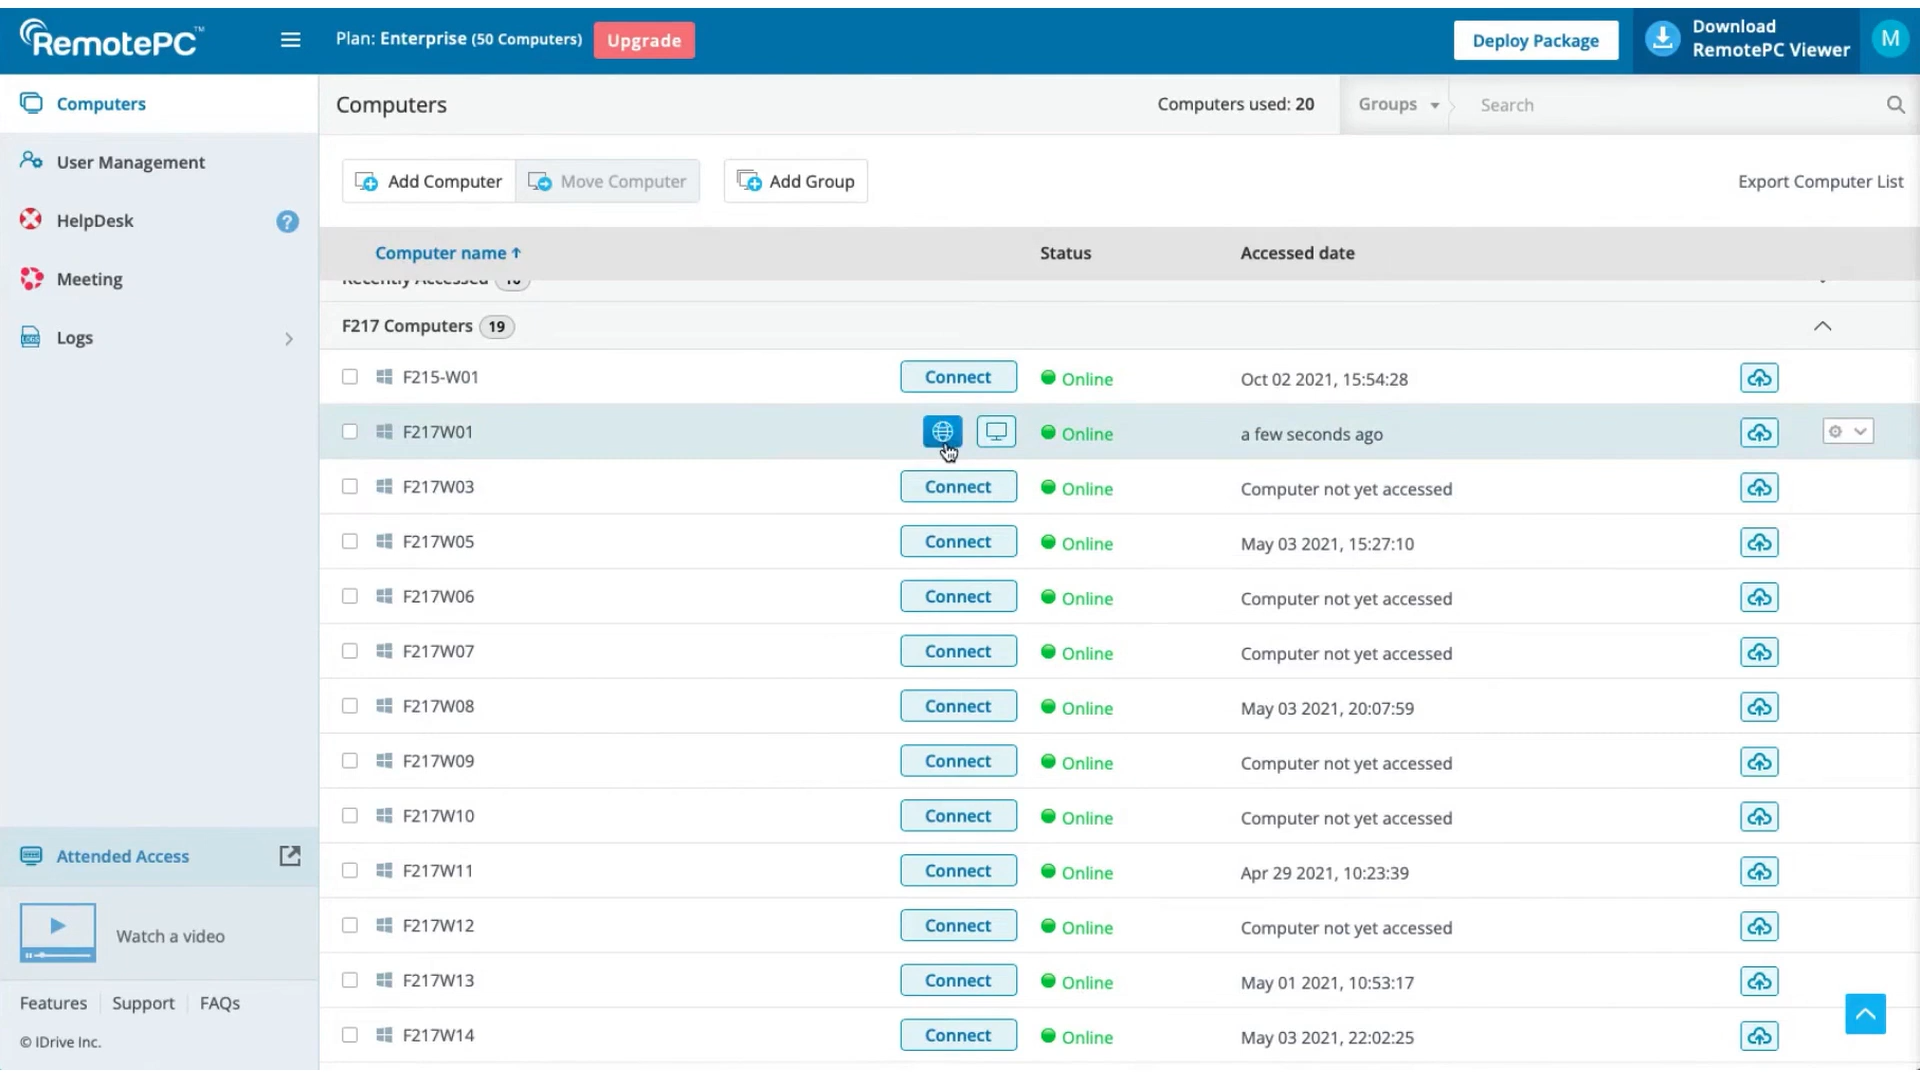 RemotePC™
Plan: Enterprise (50 Computers)
Upgrade
Deploy Package
Download
RemotePC Viewer
M
Computers
User Management
HelpDesk
?
Meeting
LOGS
Logs
Attended Access
Watch a video
Features
Support
FAQs
© IDrive Inc.
Computers
Computers used: 20
Groups
Search
Add Computer
Move Computer
Add Group
Export Computer List
Computer name ↑
Status
Accessed date
Recently Accessed
F217 Computers 19
F215-W01 Connect Online Oct 02 2021, 15:54:28
F217W01 Online a few seconds ago
F217W03 Connect Online Computer not yet accessed
F217W05 Connect Online May 03 2021, 15:27:10
F217W06 Connect Online Computer not yet accessed
F217W07 Connect Online Computer not yet accessed
F217W08 Connect Online May 03 2021, 20:07:59
F217W09 Connect Online Computer not yet accessed
F217W10 Connect Online Computer not yet accessed
F217W11 Connect Online Apr 29 2021, 10:23:39
F217W12 Connect Online Computer not yet accessed
F217W13 Connect Online May 01 2021, 10:53:17
F217W14 Connect Online May 03 2021, 22:02:25